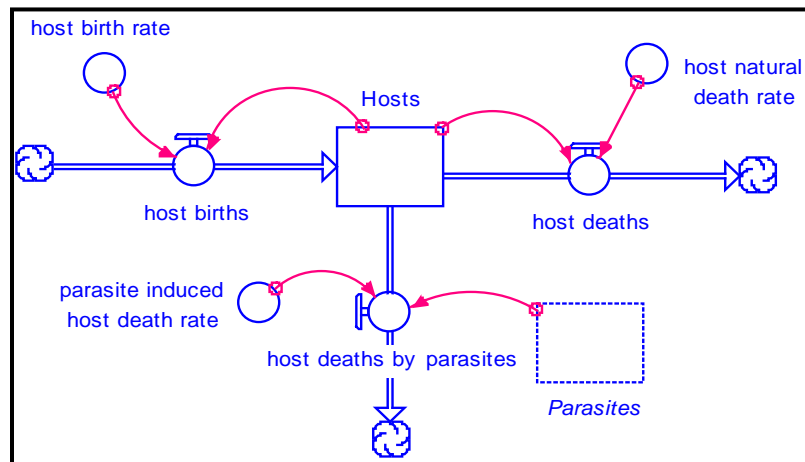 host birth rate
Hosts
host natural
death rate
host births
host deaths
parasite induced
host death rate
host deaths by parasites
Parasites